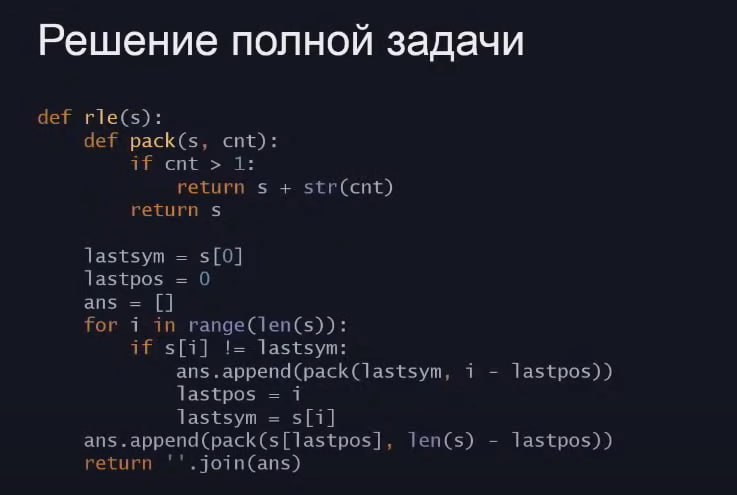 Решение полной задачи
def rle(s):
    def pack(s, cnt):
        if cnt > 1:
            return s + str(cnt)
        return s
    lastsym = s[0]
    lastpos = 0
    ans = []
    for i in range(len(s)):
        if s[i] != lastsym:
            ans.append(pack(lastsym, i - lastpos))
            lastpos = i
            lastsym = s[i]
    ans.append(pack(s[lastpos], len(s) - lastpos))
    return ''.join(ans)